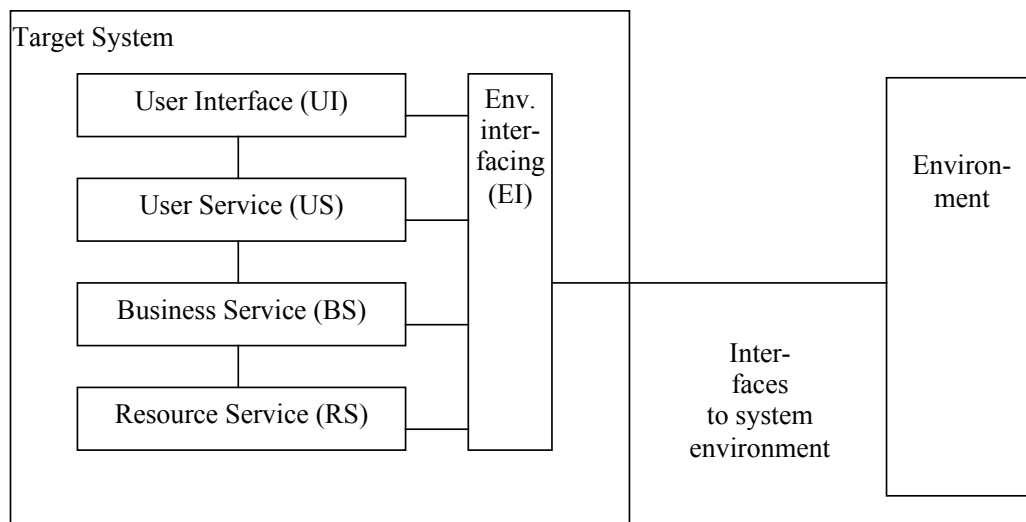 Target System
User Interface (UI)
User Service (US)
Business Service (BS)
Resource Service (RS)
Env.
inter-
facing
(EI)
Inter-
faces
to system
environment
Environ-
ment